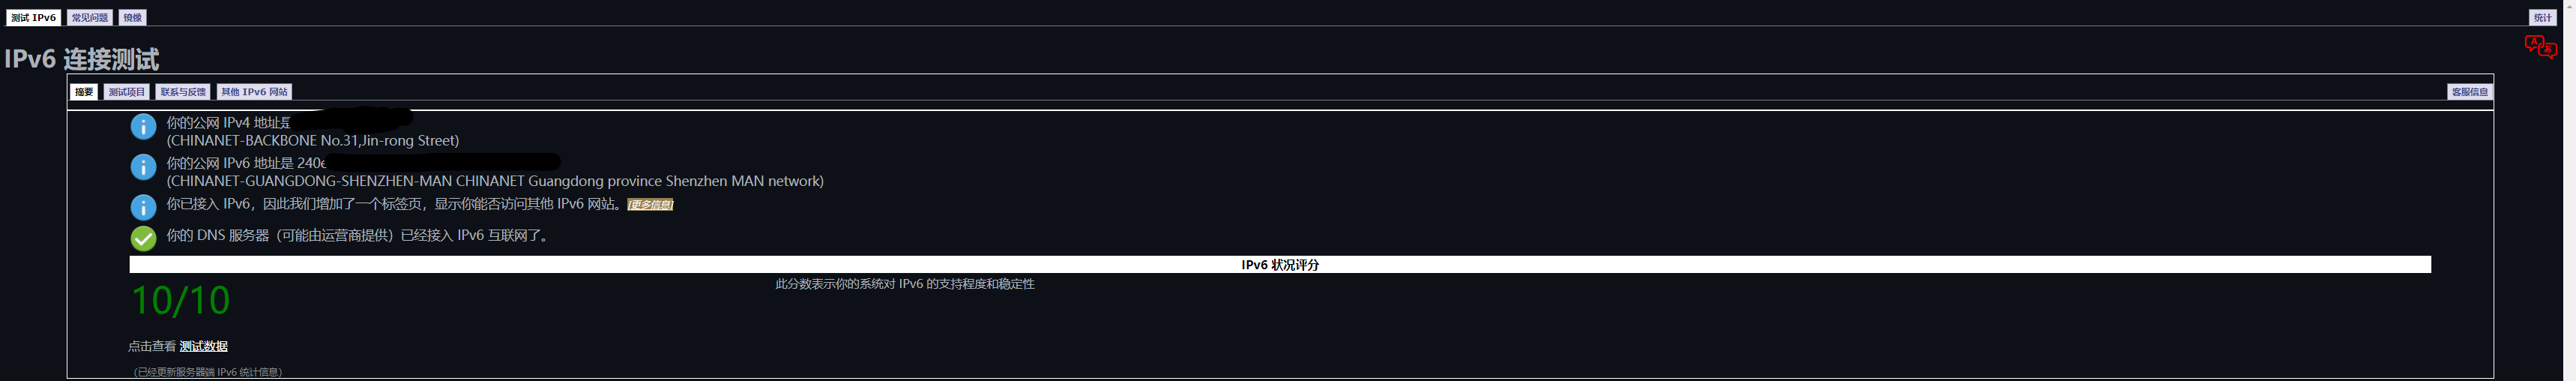 测试 IPv6 常见问题 镜像 统计
IPv6 连接测试
摘要 测试项目 联系与反馈 其他 IPv6 网站 客服信息
你的公网 IPv4 地址是
(CHINANET-BACKBONE No.31,Jin-rong Street)
你的公网 IPv6 地址是 240e
(CHINANET-GUANGDONG-SHENZHEN-MAN CHINANET Guangdong province Shenzhen MAN network)
你已接入 IPv6，因此我们增加了一个标签页，显示你能否访问其他 IPv6 网站。[更多信息]
你的 DNS 服务器（可能由运营商提供）已经接入 IPv6 互联网了。
IPv6 状况评分
10/10 此分数表示你的系统对 IPv6 的支持程度和稳定性
点击查看 测试数据
（已经更新服务器端 IPv6 统计信息）